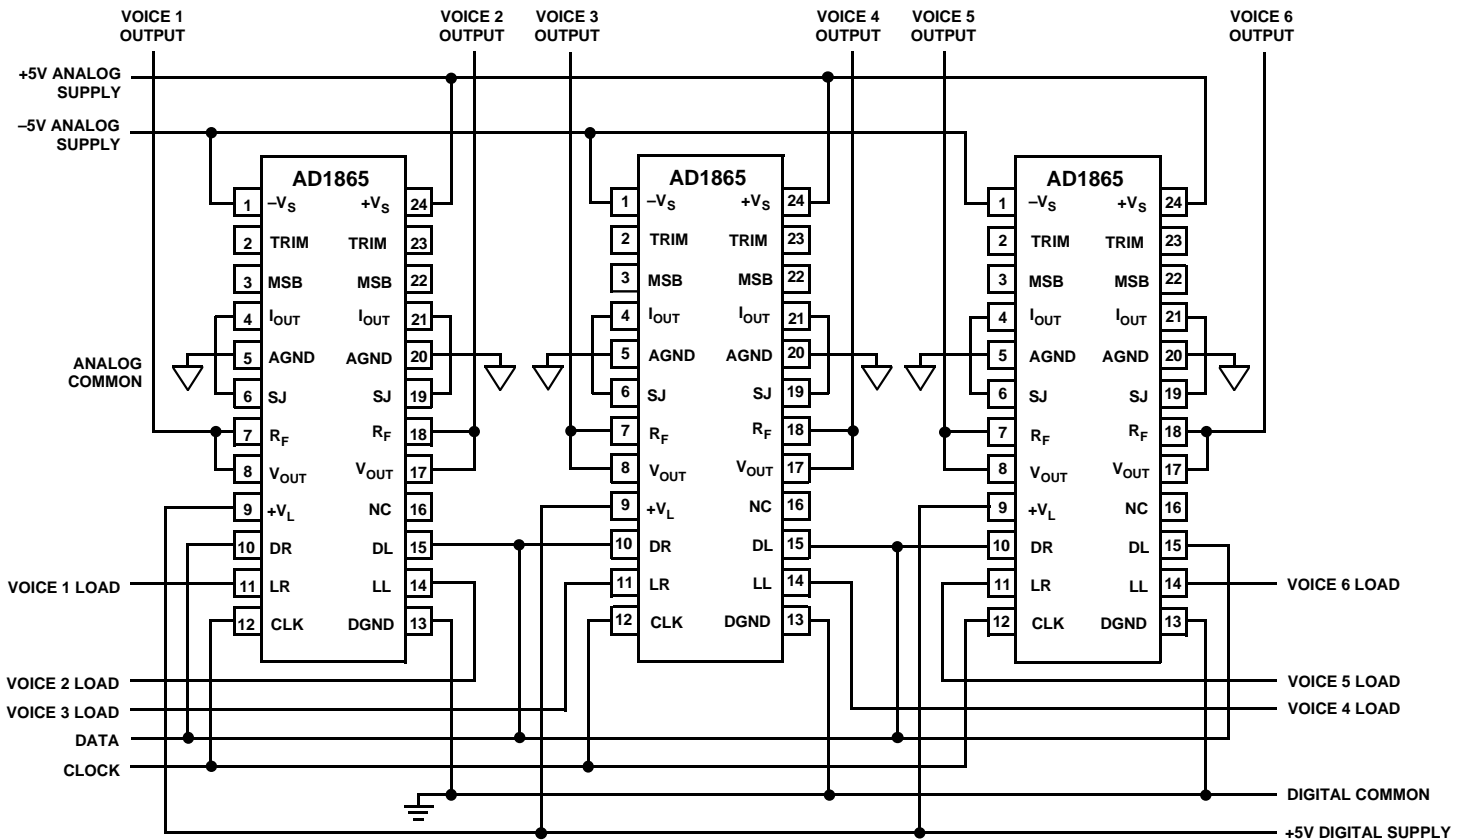 VOICE 1
OUTPUT
VOICE 2
OUTPUT
VOICE 3
OUTPUT
VOICE 4
OUTPUT
VOICE 5
OUTPUT
VOICE 6
OUTPUT
+5V ANALOG
SUPPLY
–5V ANALOG
SUPPLY
ANALOG
COMMON
AD1865
1 –VS +VS 24
2 TRIM TRIM 23
3 MSB MSB 22
4 IOUT IOUT 21
5 AGND AGND 20
6 SJ SJ 19
7 RF RF 18
8 VOUT VOUT 17
9 +VL NC 16
10 DR DL 15
11 LR LL 14
12 CLK DGND 13
AD1865
1 –VS +VS 24
2 TRIM TRIM 23
3 MSB MSB 22
4 IOUT IOUT 21
5 AGND AGND 20
6 SJ SJ 19
7 RF RF 18
8 VOUT VOUT 17
9 +VL NC 16
10 DR DL 15
11 LR LL 14
12 CLK DGND 13
AD1865
1 –VS +VS 24
2 TRIM TRIM 23
3 MSB MSB 22
4 IOUT IOUT 21
5 AGND AGND 20
6 SJ SJ 19
7 RF RF 18
8 VOUT VOUT 17
9 +VL NC 16
10 DR DL 15
11 LR LL 14
12 CLK DGND 13
VOICE 1 LOAD
VOICE 6 LOAD
VOICE 2 LOAD
VOICE 5 LOAD
VOICE 3 LOAD
VOICE 4 LOAD
DATA
CLOCK
DIGITAL COMMON
+5V DIGITAL SUPPLY